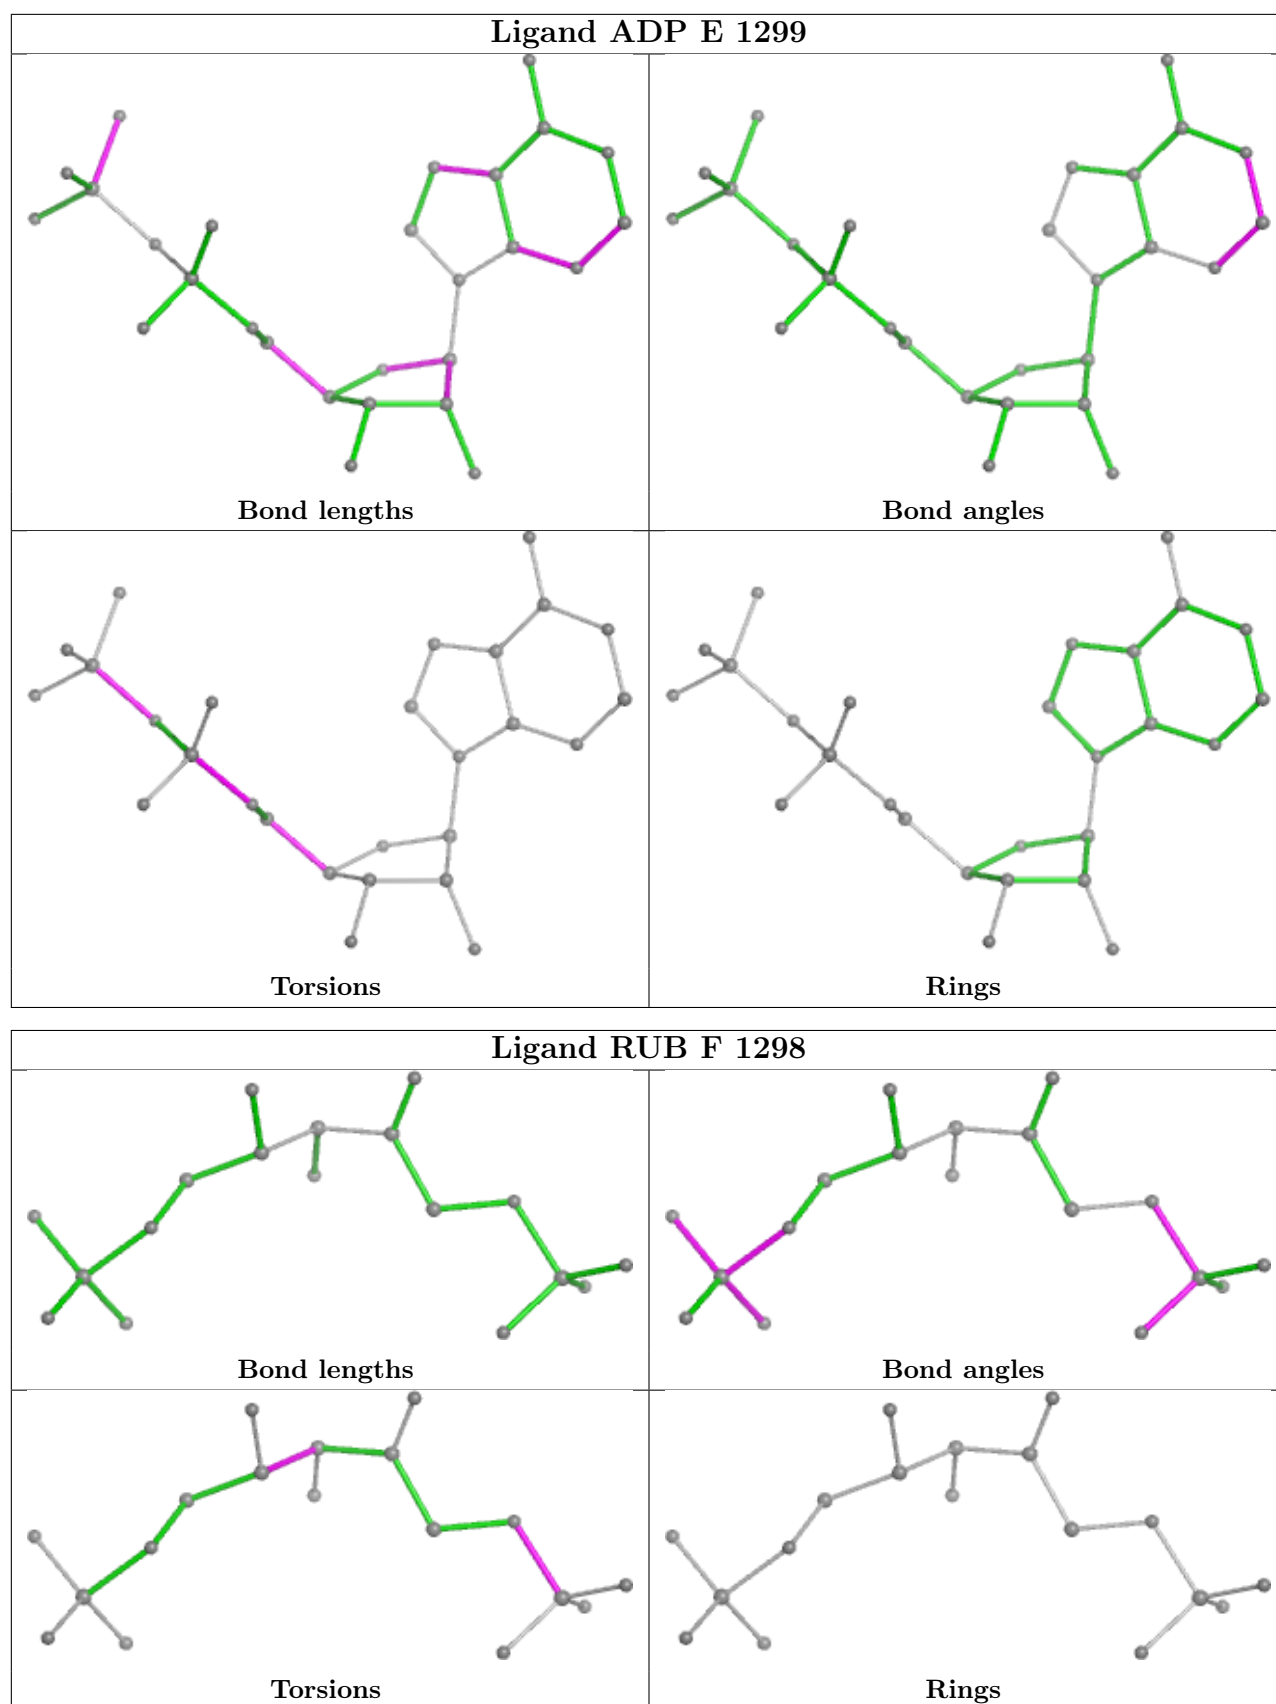 Ligand ADP E 1299
Bond lengths
Bond angles
Torsions
Rings
Ligand RUB F 1298
Bond lengths
Bond angles
Torsions
Rings